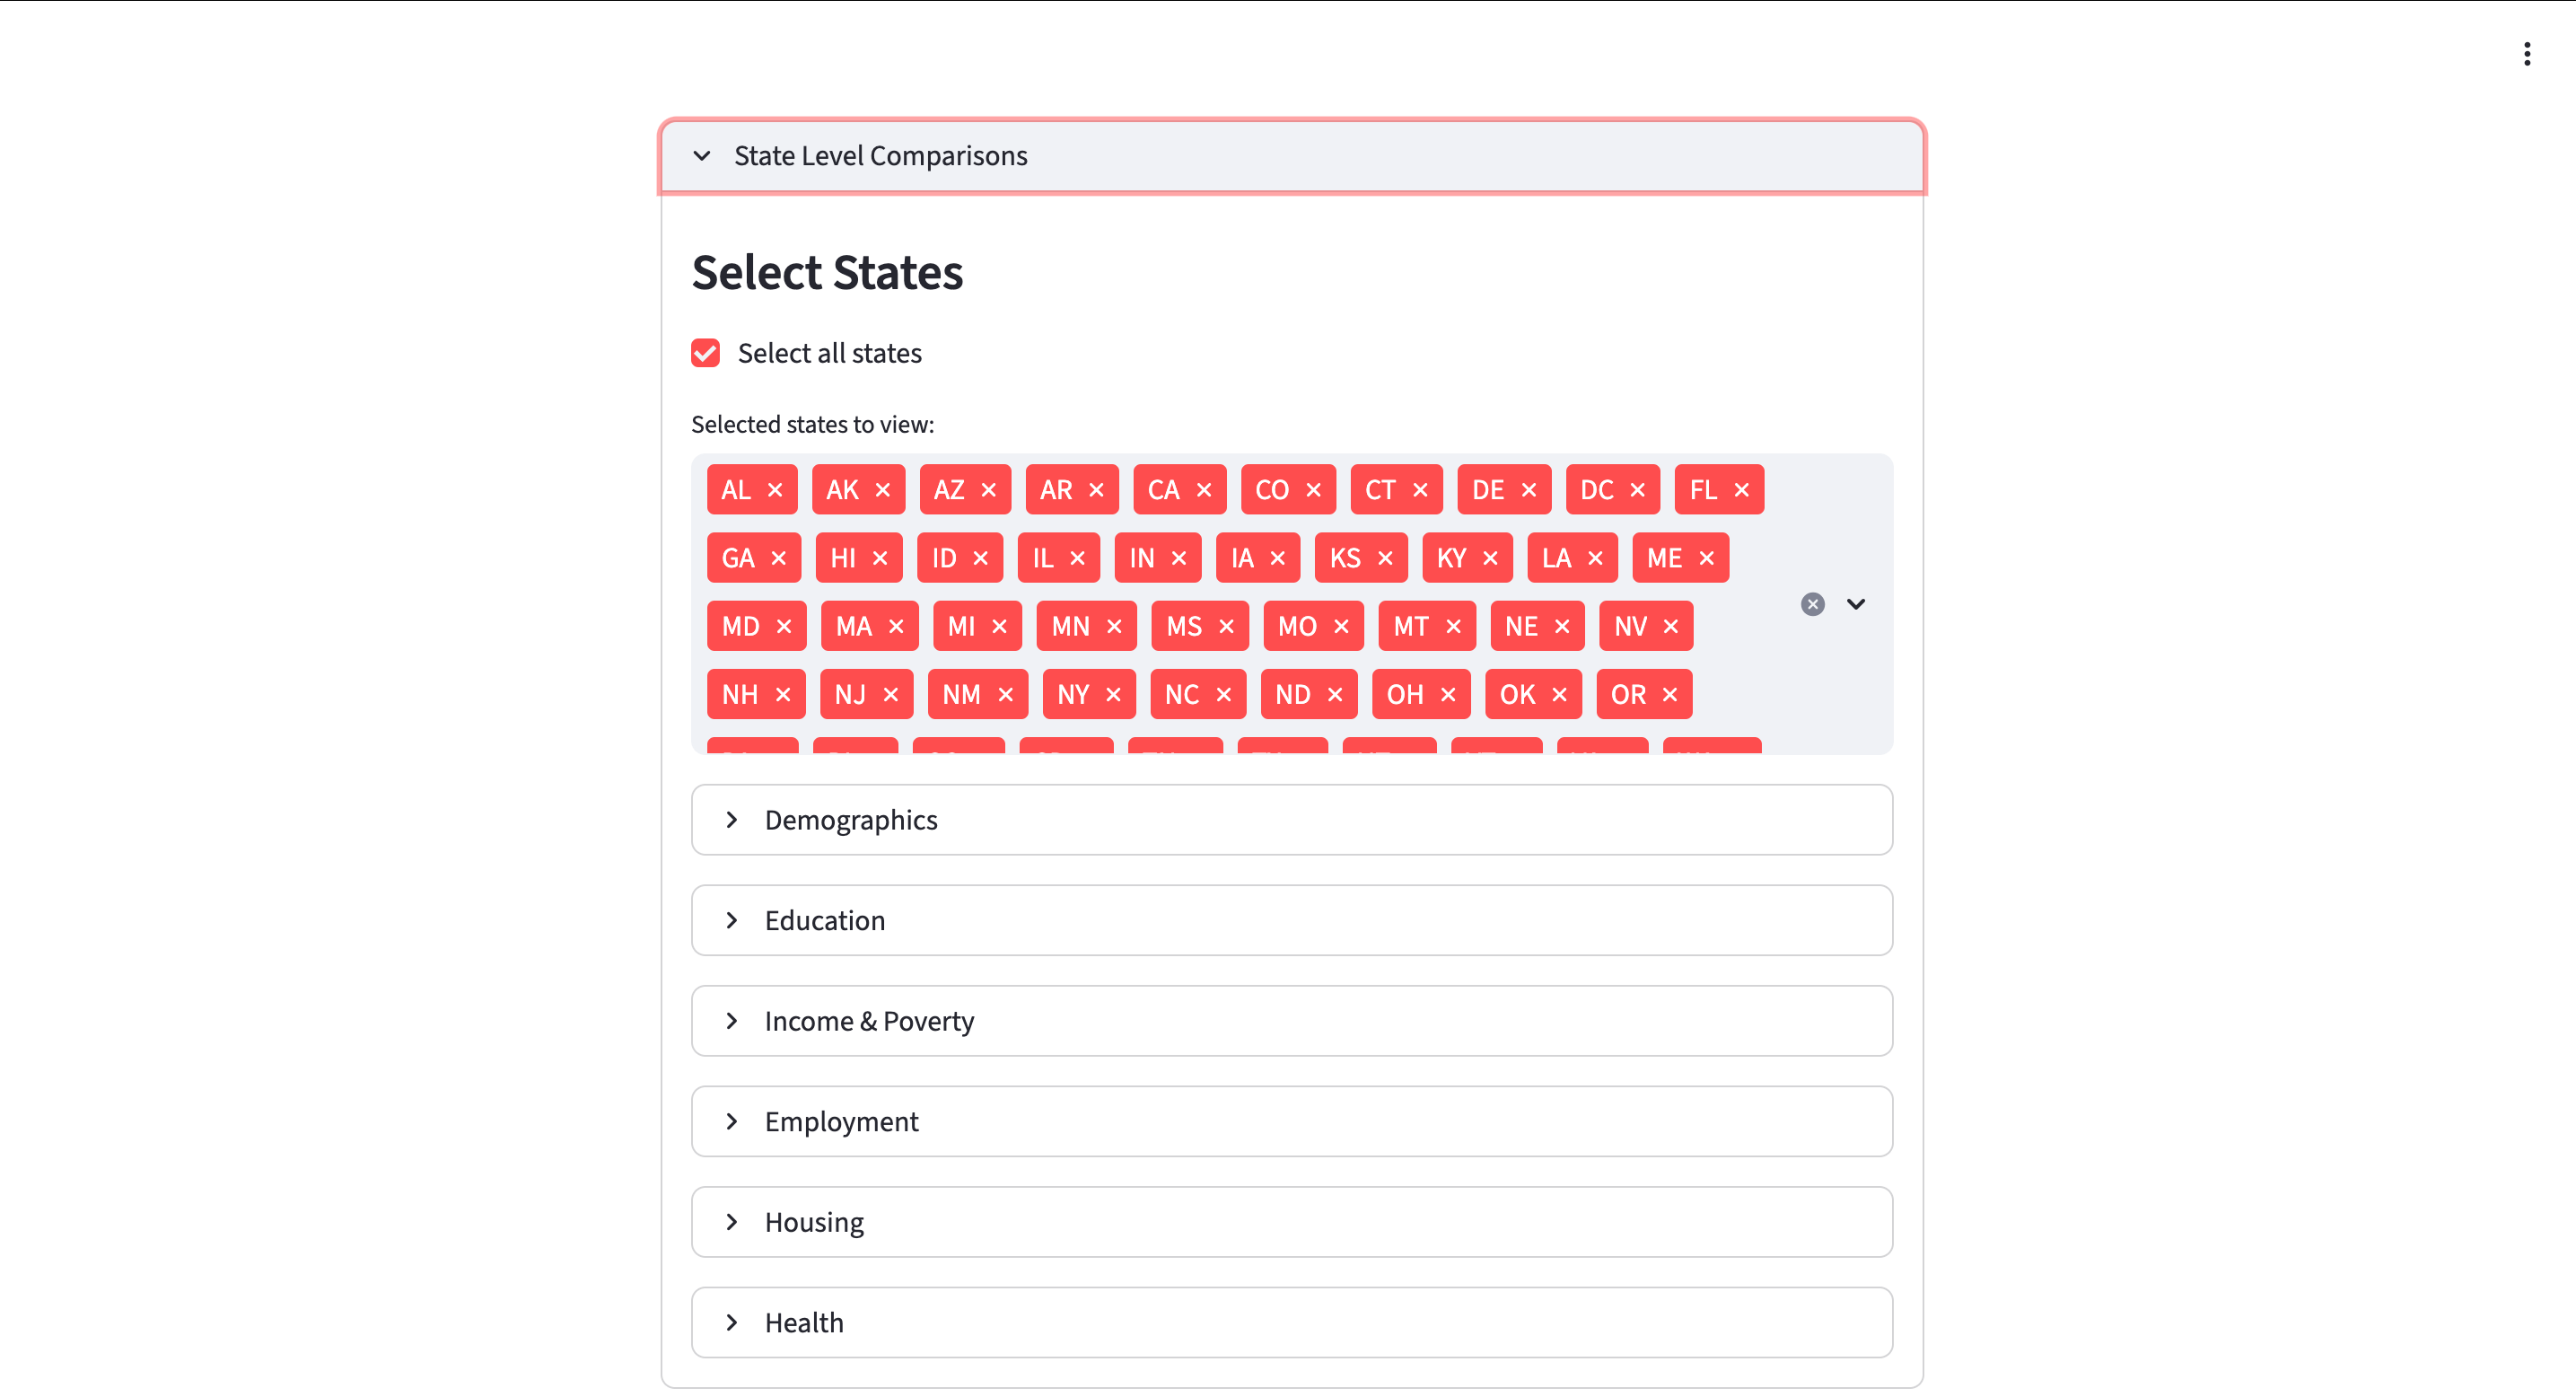 State Level Comparisons
Select States
Select all states
Selected states to view:
AL AK AZ AR CA CO CT DE DC FL
GA HI ID IL IN IA KS KY LA ME
MD MA MI MN MS MO MT NE NV
NH NJ NM NY NC ND OH OK OR
Demographics
Education
Income & Poverty
Employment
Housing
Health